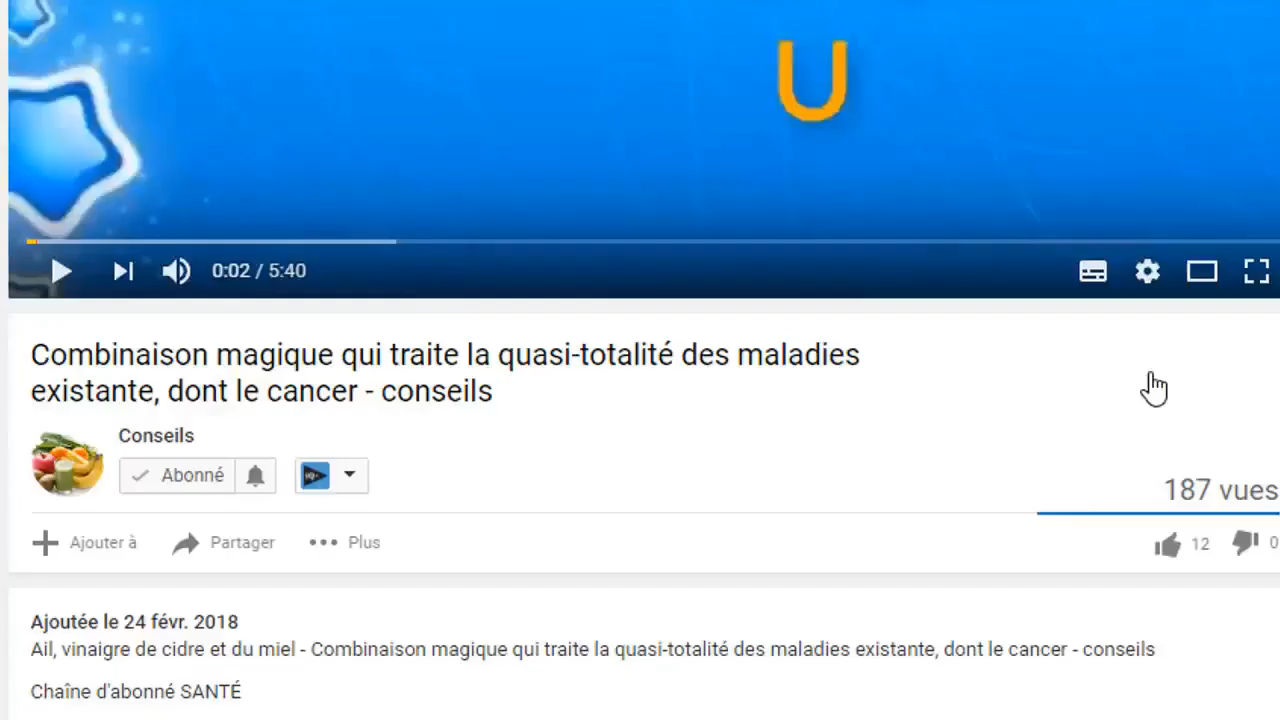 U
0:02 / 5:40
Combinaison magique qui traite la quasi-totalité des maladies
existante, dont le cancer - conseils
Conseils
Abonné
187 vues
Ajouter à
Partager
Plus
12
0
Ajoutée le 24 févr. 2018
Ail, vinaigre de cidre et du miel - Combinaison magique qui traite la quasi-totalité des maladies existante, dont le cancer - conseils
Chaîne d'abonné SANTÉ